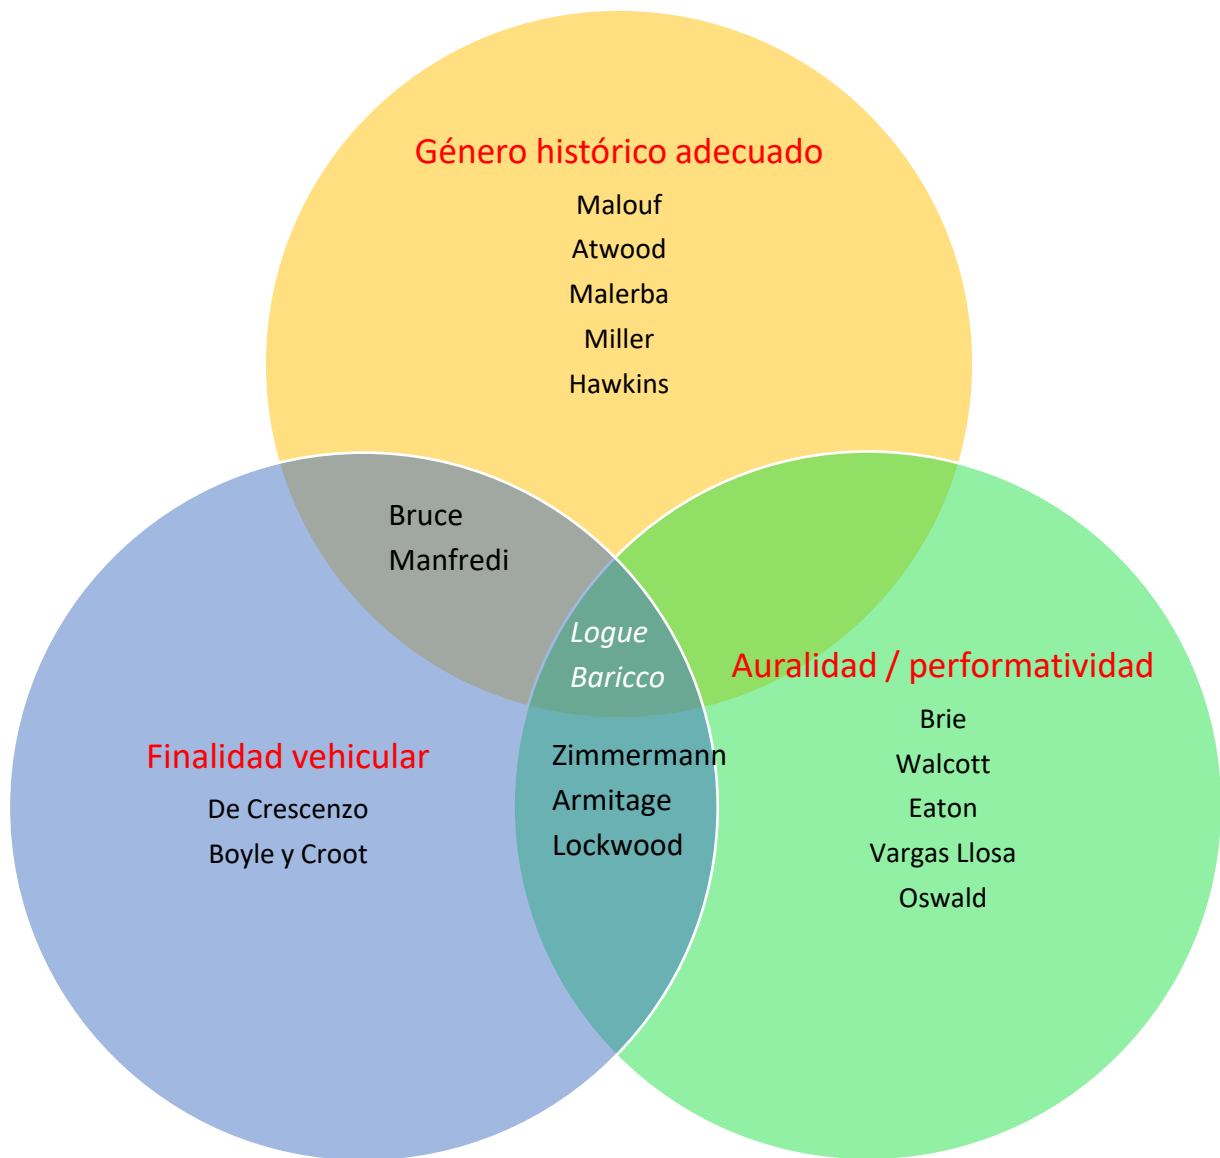 Género histórico adecuado
Malouf
Atwood
Malerba
Miller
Hawkins
Bruce
Manfredi
Logue
Baricco
Auralidad / performatividad
Brie
Walcott
Eaton
Vargas Llosa
Oswald
Zimmermann
Armitage
Lockwood
Finalidad vehicular
De Crescenzo
Boyle y Croot